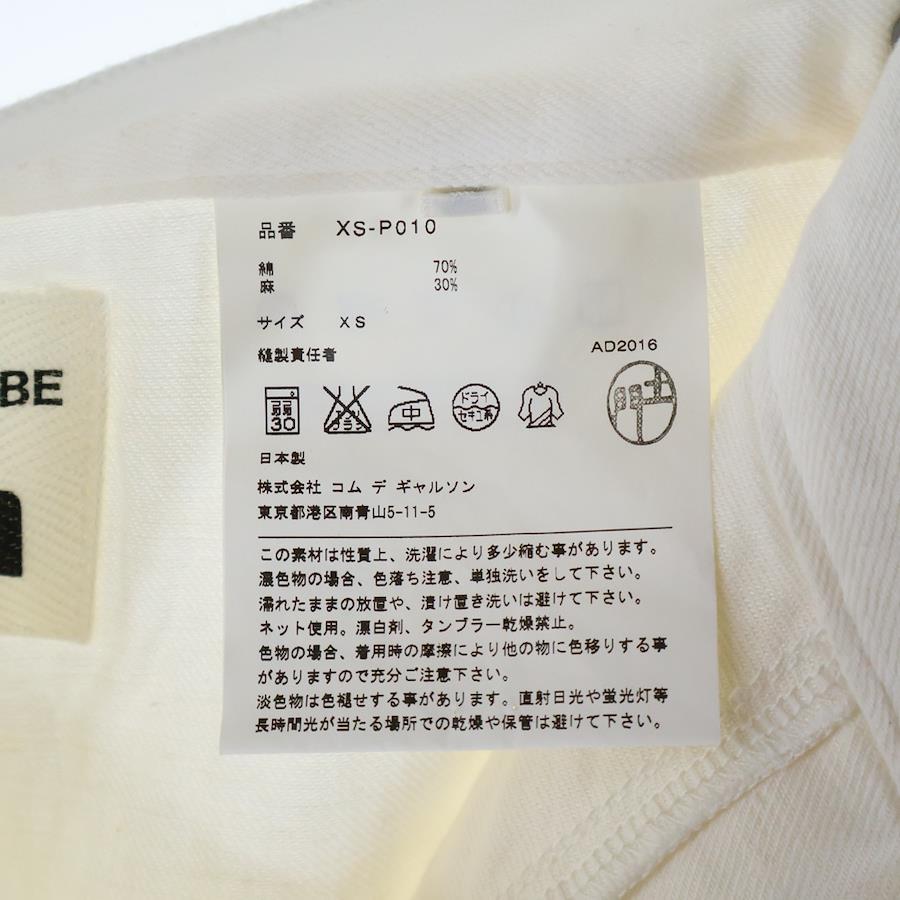 BE
品番 XS-P010
綿 70%
麻 30%
サイズ XS
縫製責任者
AD2016
弱 30
エンソ サラシ
中
ドライ セキユ系
日本製
株式会社 コム デ ギャルソン
東京都港区南青山5-11-5
この素材は性質上、洗濯により多少縮む事があります。
濃色物の場合、色落ち注意、単独洗いをして下さい。
濡れたままの放置や、漬け置き洗いは避けて下さい。
ネット使用。漂白剤、タンブラー乾燥禁止。
色物の場合、着用時の摩擦により他の物に色移りする事
がありますので充分ご注意下さい。
淡色物は色褪せする事があります。直射日光や蛍光灯等
長時間光が当たる場所での乾燥や保管は避けて下さい。